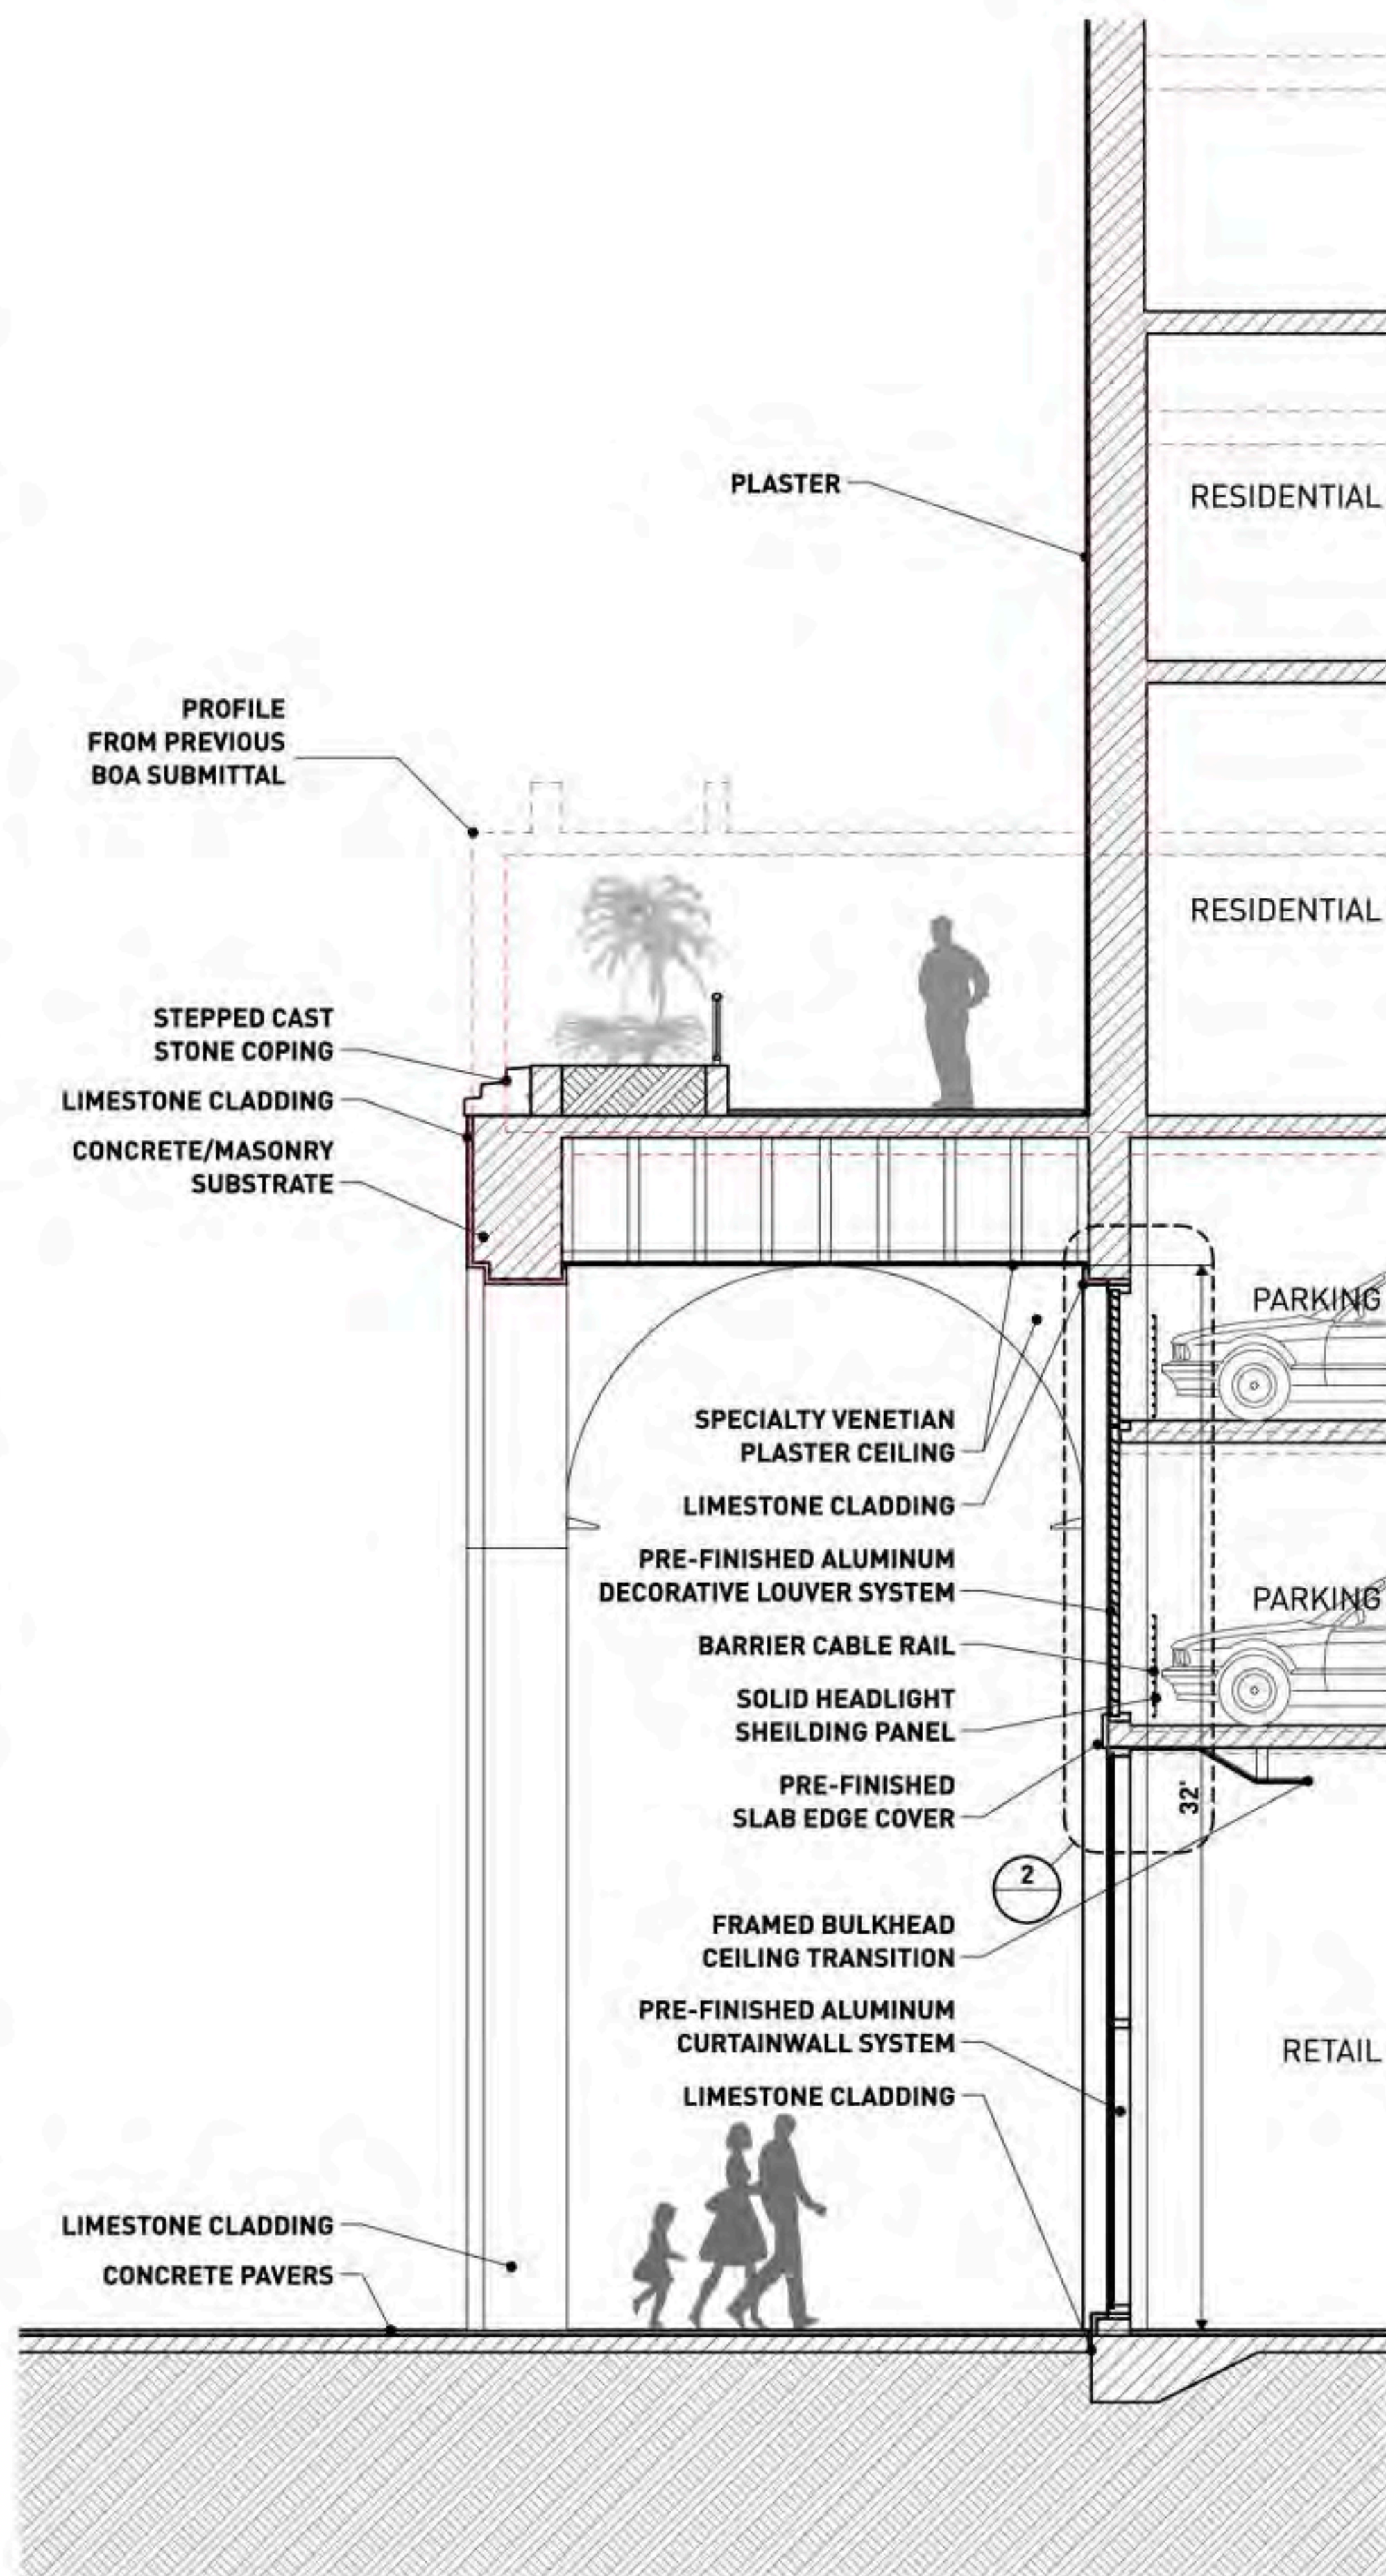 PLASTER
RESIDENTIAL
PROFILE
FROM PREVIOUS
BOA SUBMITTAL
RESIDENTIAL
STEPPED CAST
STONE COPING
LIMESTONE CLADDING
CONCRETE/MASONRY
SUBSTRATE
PARKING
SPECIALTY VENETIAN
PLASTER CEILING
LIMESTONE CLADDING
PRE-FINISHED ALUMINUM
DECORATIVE LOUVER SYSTEM
PARKING
BARRIER CABLE RAIL
SOLID HEADLIGHT
SHEILDING PANEL
PRE-FINISHED
SLAB EDGE COVER
32'
2
FRAMED BULKHEAD
CEILING TRANSITION
PRE-FINISHED ALUMINUM
CURTAINWALL SYSTEM
RETAIL
LIMESTONE CLADDING
LIMESTONE CLADDING
CONCRETE PAVERS